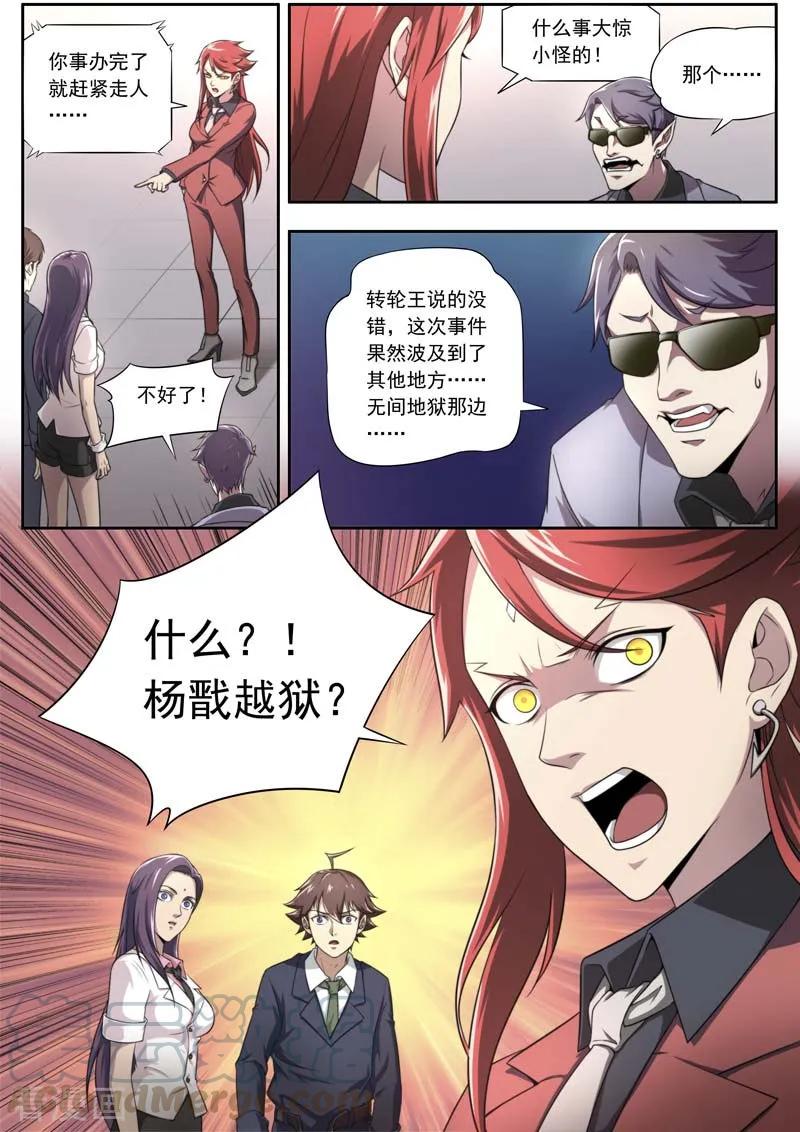 你事办完了
就赶紧走人
……
不好了！
什么事大惊
小怪的！
那个……
转轮王说的没
错，这次事件
果然波及到了
其他地方……
无间地狱那边
……
什么？！
杨戬越狱？
AcloudMerge.com